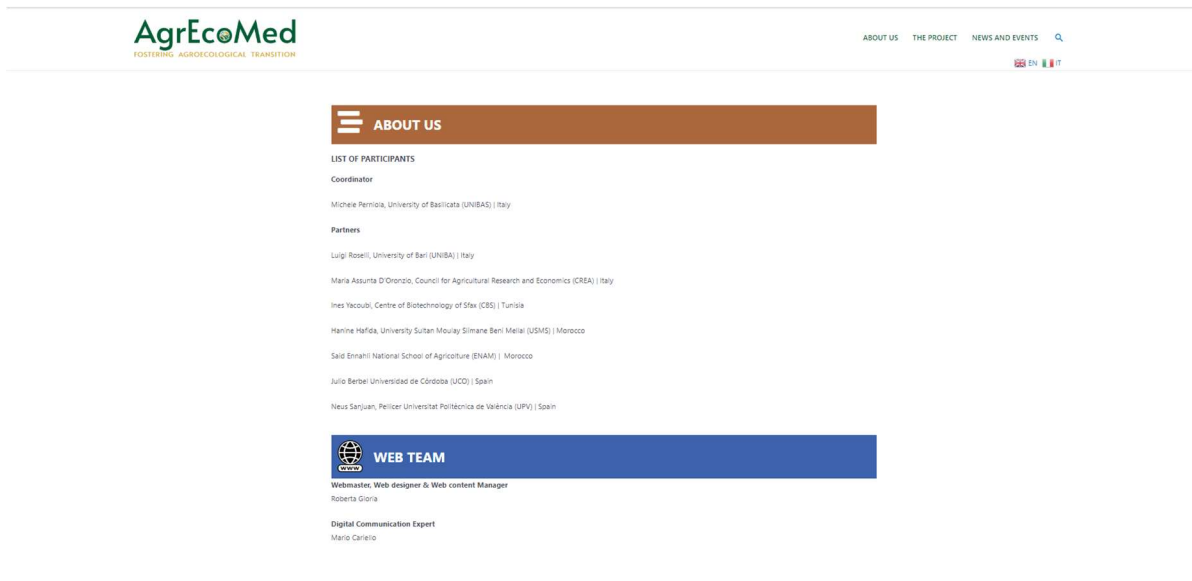 AgrEcoMed
FOSTERING AGROECOLOGICAL TRANSITION
ABOUT US THE PROJECT NEWS AND EVENTS
EN IT
ABOUT US
LIST OF PARTICIPANTS
Coordinator
Michele Perniola, University of Basilicata (UNIBAS) | Italy
Partners
Luigi Roselli, University of Bari (UNIBA) | Italy
Maria Assunta D'Oronzio, Council for Agricultural Research and Economics (CREA) | Italy
Ines Yacoubi, Centre of Biotechnology of Sfax (CBS) | Tunisia
Hanine Hafida, University Sultan Moulay Slimane Beni Mellal (USMS) | Morocco
Said Ennahli National School of Agricolture (ENAM) | Morocco
Julio Berbel Universidad de Córdoba (UCO) | Spain
Neus Sanjuan, Pellicer Universitat Politècnica de València (UPV) | Spain
WWW
WEB TEAM
Webmaster, Web designer & Web content Manager
Roberta Gloria
Digital Communication Expert
Mario Cariello